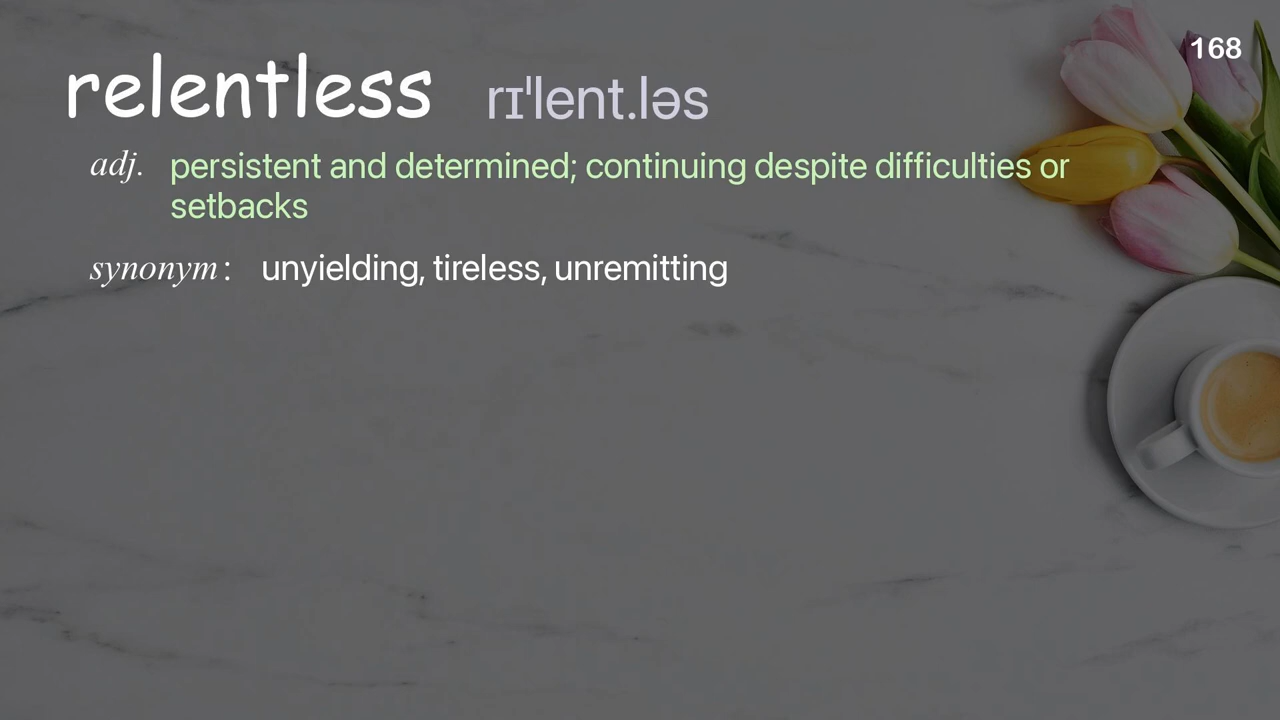 168
relentless rɪˈlent.ləs
adj. persistent and determined; continuing despite difficulties or
setbacks
synonym: unyielding, tireless, unremitting